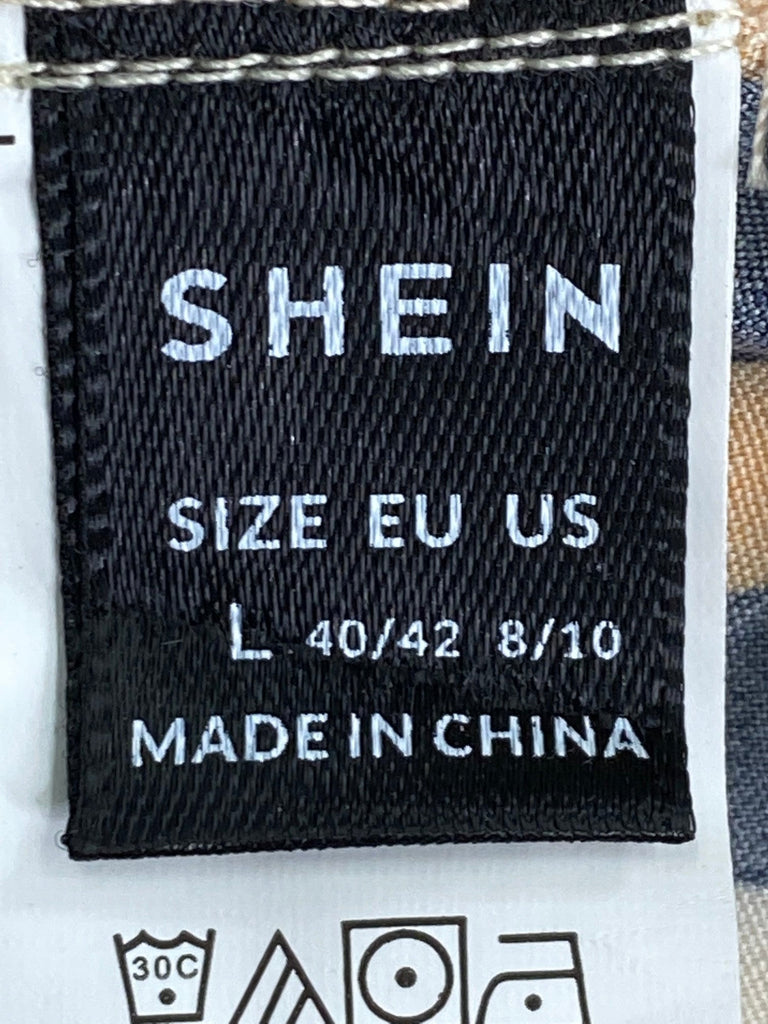 SHEIN
SIZE EU US
L 40/42 8/10
MADE IN CHINA
30C